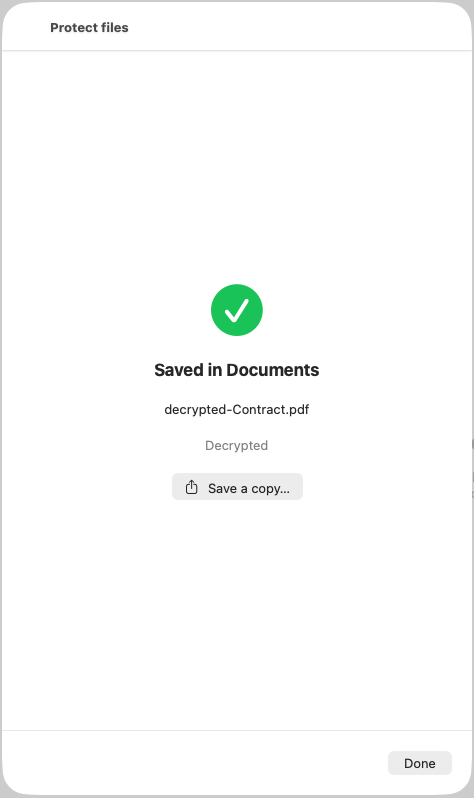 Protect files
Saved in Documents
decrypted-Contract.pdf
Decrypted
Save a copy...
Done